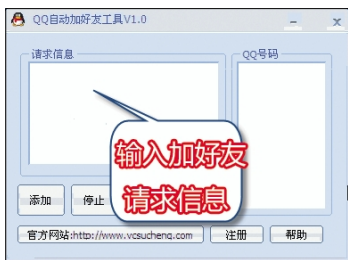 QQ自动加好友工具V1.0
请求信息
QQ号码
输入加好友
请求信息
添加 停止
官方网站:http://www.vcsucheng.com 注册 帮助